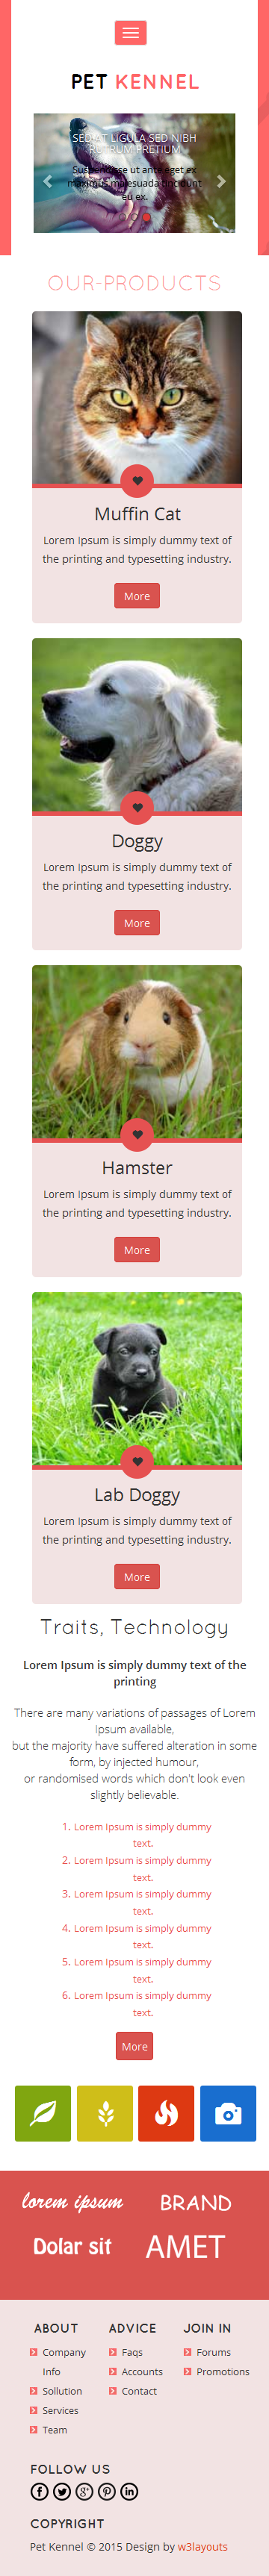 PET KENNEL
SED AT LIGULA SED NIBH
RUTRUM PRETIUM
Suspendisse ut ante eget ex
maximus malesuada tincidunt
eu ex.
OUR-PRODUCTS
Muffin Cat
Lorem Ipsum is simply dummy text of
the printing and typesetting industry.
More
Doggy
Lorem Ipsum is simply dummy text of
the printing and typesetting industry.
More
Hamster
Lorem Ipsum is simply dummy text of
the printing and typesetting industry.
More
Lab Doggy
Lorem Ipsum is simply dummy text of
the printing and typesetting industry.
More
Traits, Technology
Lorem Ipsum is simply dummy text of the
printing
There are many variations of passages of Lorem
Ipsum available,
but the majority have suffered alteration in some
form, by injected humour,
or randomised words which don't look even
slightly believable.
1. Lorem Ipsum is simply dummy
text.
2. Lorem Ipsum is simply dummy
text.
3. Lorem Ipsum is simply dummy
text.
4. Lorem Ipsum is simply dummy
text.
5. Lorem Ipsum is simply dummy
text.
6. Lorem Ipsum is simply dummy
text.
More
lorem ipsum BRAND
Dolar sit AMET
ABOUT
Company
Info
Sollution
Services
Team
ADVICE
Faqs
Accounts
Contact
JOIN IN
Forums
Promotions
FOLLOW US
COPYRIGHT
Pet Kennel © 2015 Design by w3layouts